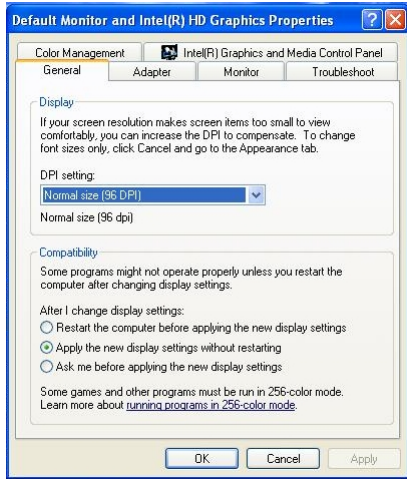 Default Monitor and Intel(R) HD Graphics Properties
Color Management
Intel(R) Graphics and Media Control Panel
General
Adapter
Monitor
Troubleshoot
Display
If your screen resolution makes screen items too small to view
comfortably, you can increase the DPI to compensate. To change
font sizes only, click Cancel and go to the Appearance tab.
DPI setting:
Normal size (96 DPI)
Normal size (96 dpi)
Compatibility
Some programs might not operate properly unless you restart the
computer after changing display settings.
After I change display settings:
Restart the computer before applying the new display settings
Apply the new display settings without restarting
Ask me before applying the new display settings
Some games and other programs must be run in 256-color mode.
Learn more about running programs in 256-color mode.
OK
Cancel
Apply